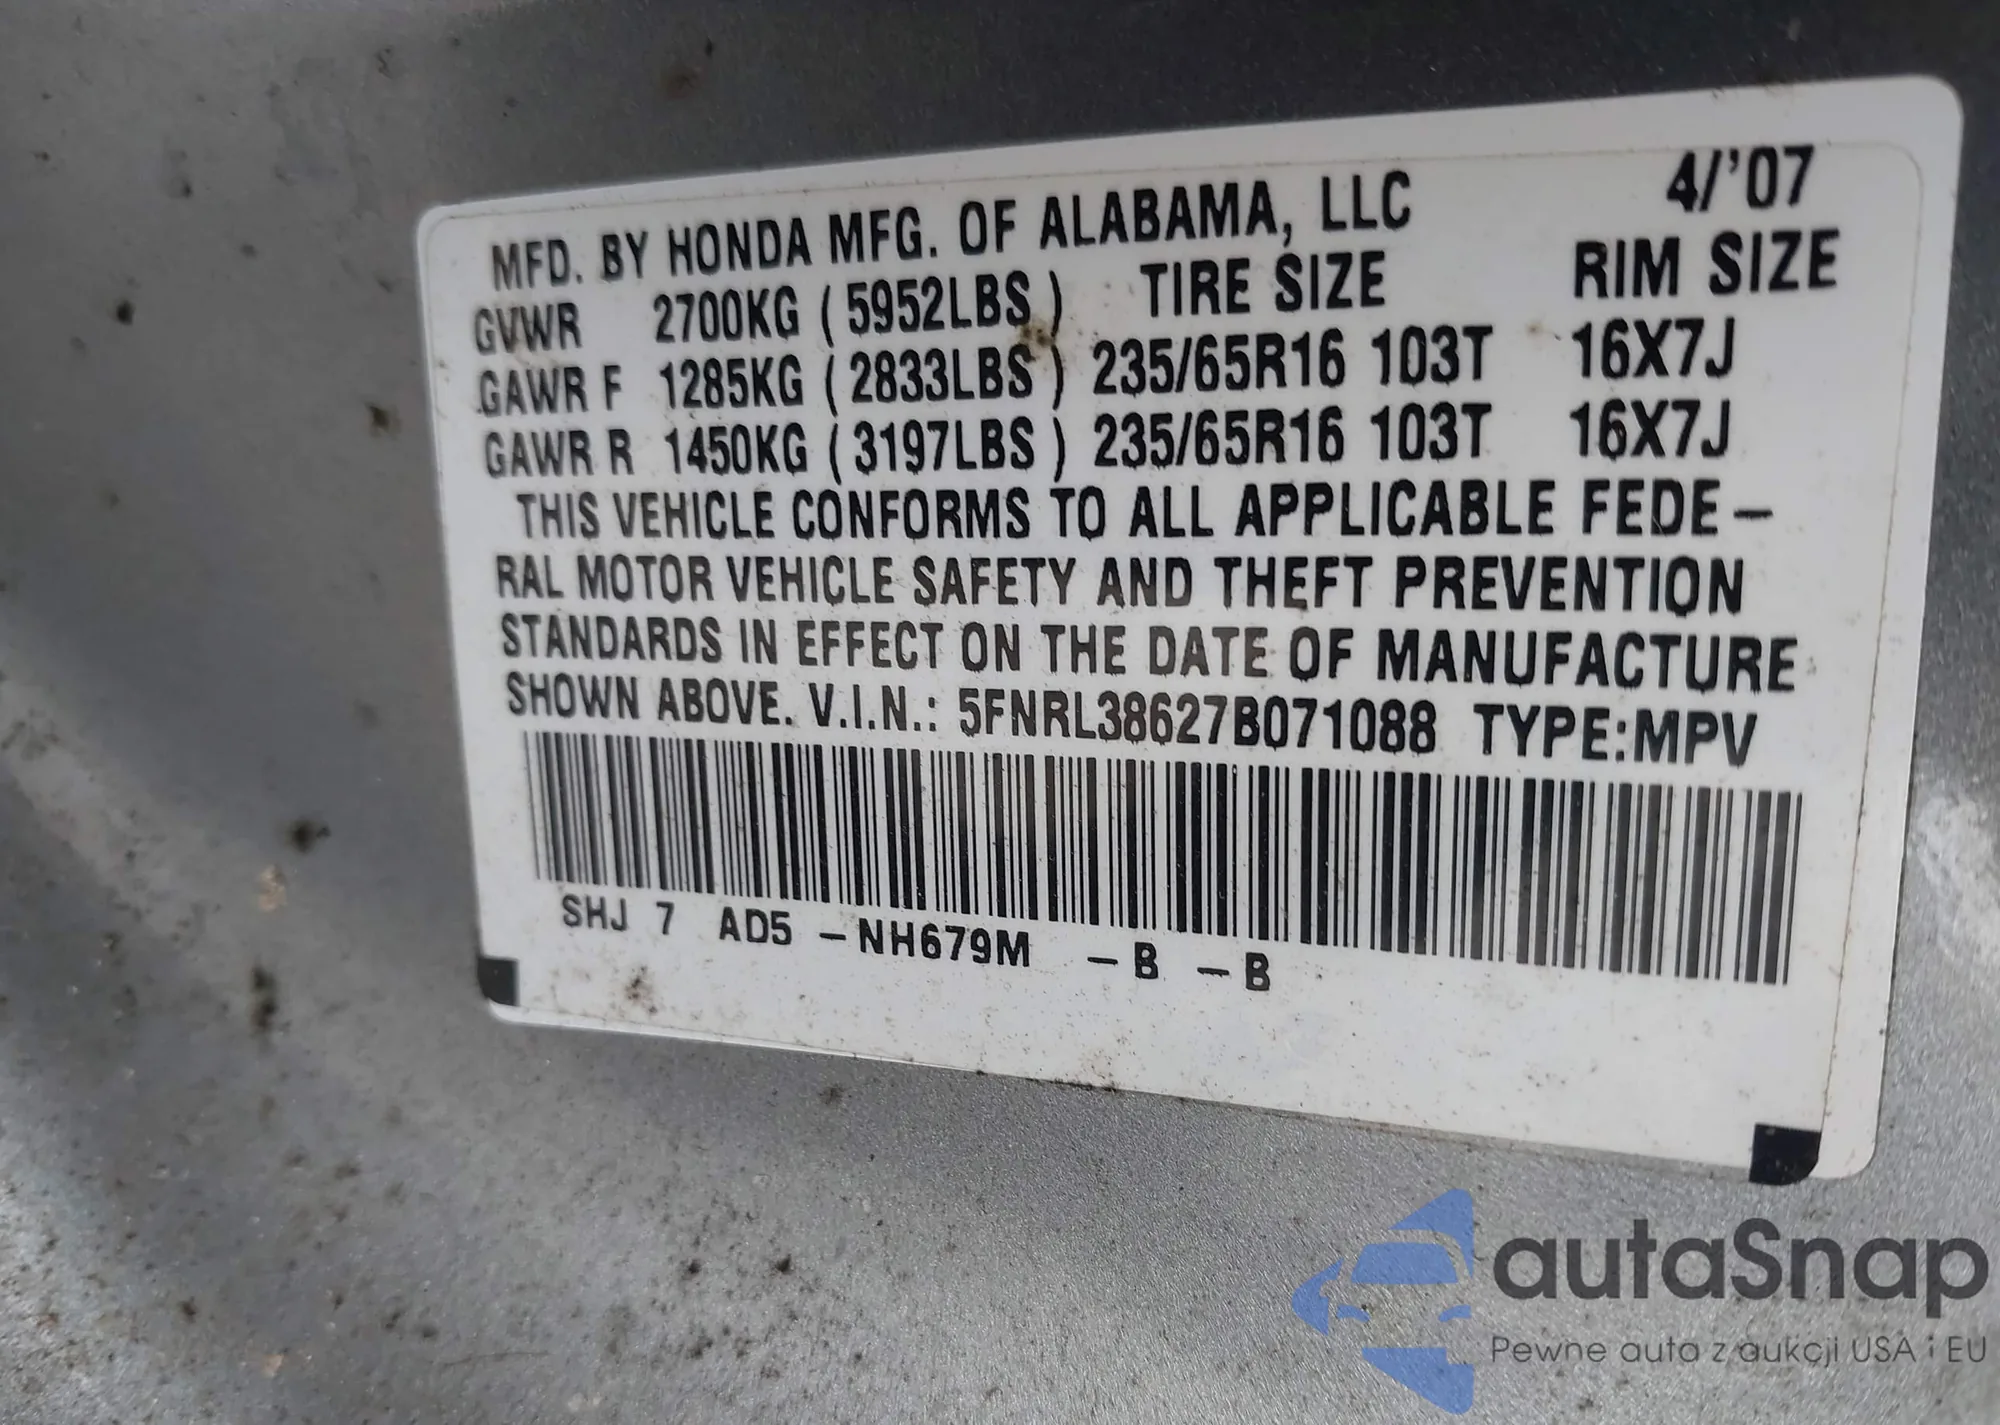 MFD. BY HONDA MFG. OF ALABAMA, LLC 4/'07
GVWR 2700KG ( 5952LBS ) TIRE SIZE RIM SIZE
GAWR F 1285KG ( 2833LBS ) 235/65R16 103T 16X7J
GAWR R 1450KG ( 3197LBS ) 235/65R16 103T 16X7J
THIS VEHICLE CONFORMS TO ALL APPLICABLE FEDE–
RAL MOTOR VEHICLE SAFETY AND THEFT PREVENTION
STANDARDS IN EFFECT ON THE DATE OF MANUFACTURE
SHOWN ABOVE. V.I.N.: 5FNRL38627B071088 TYPE:MPV
SHJ 7 AD5 –NH679M –B –B
autaSnap
Pewne auta z aukcji USA i EU